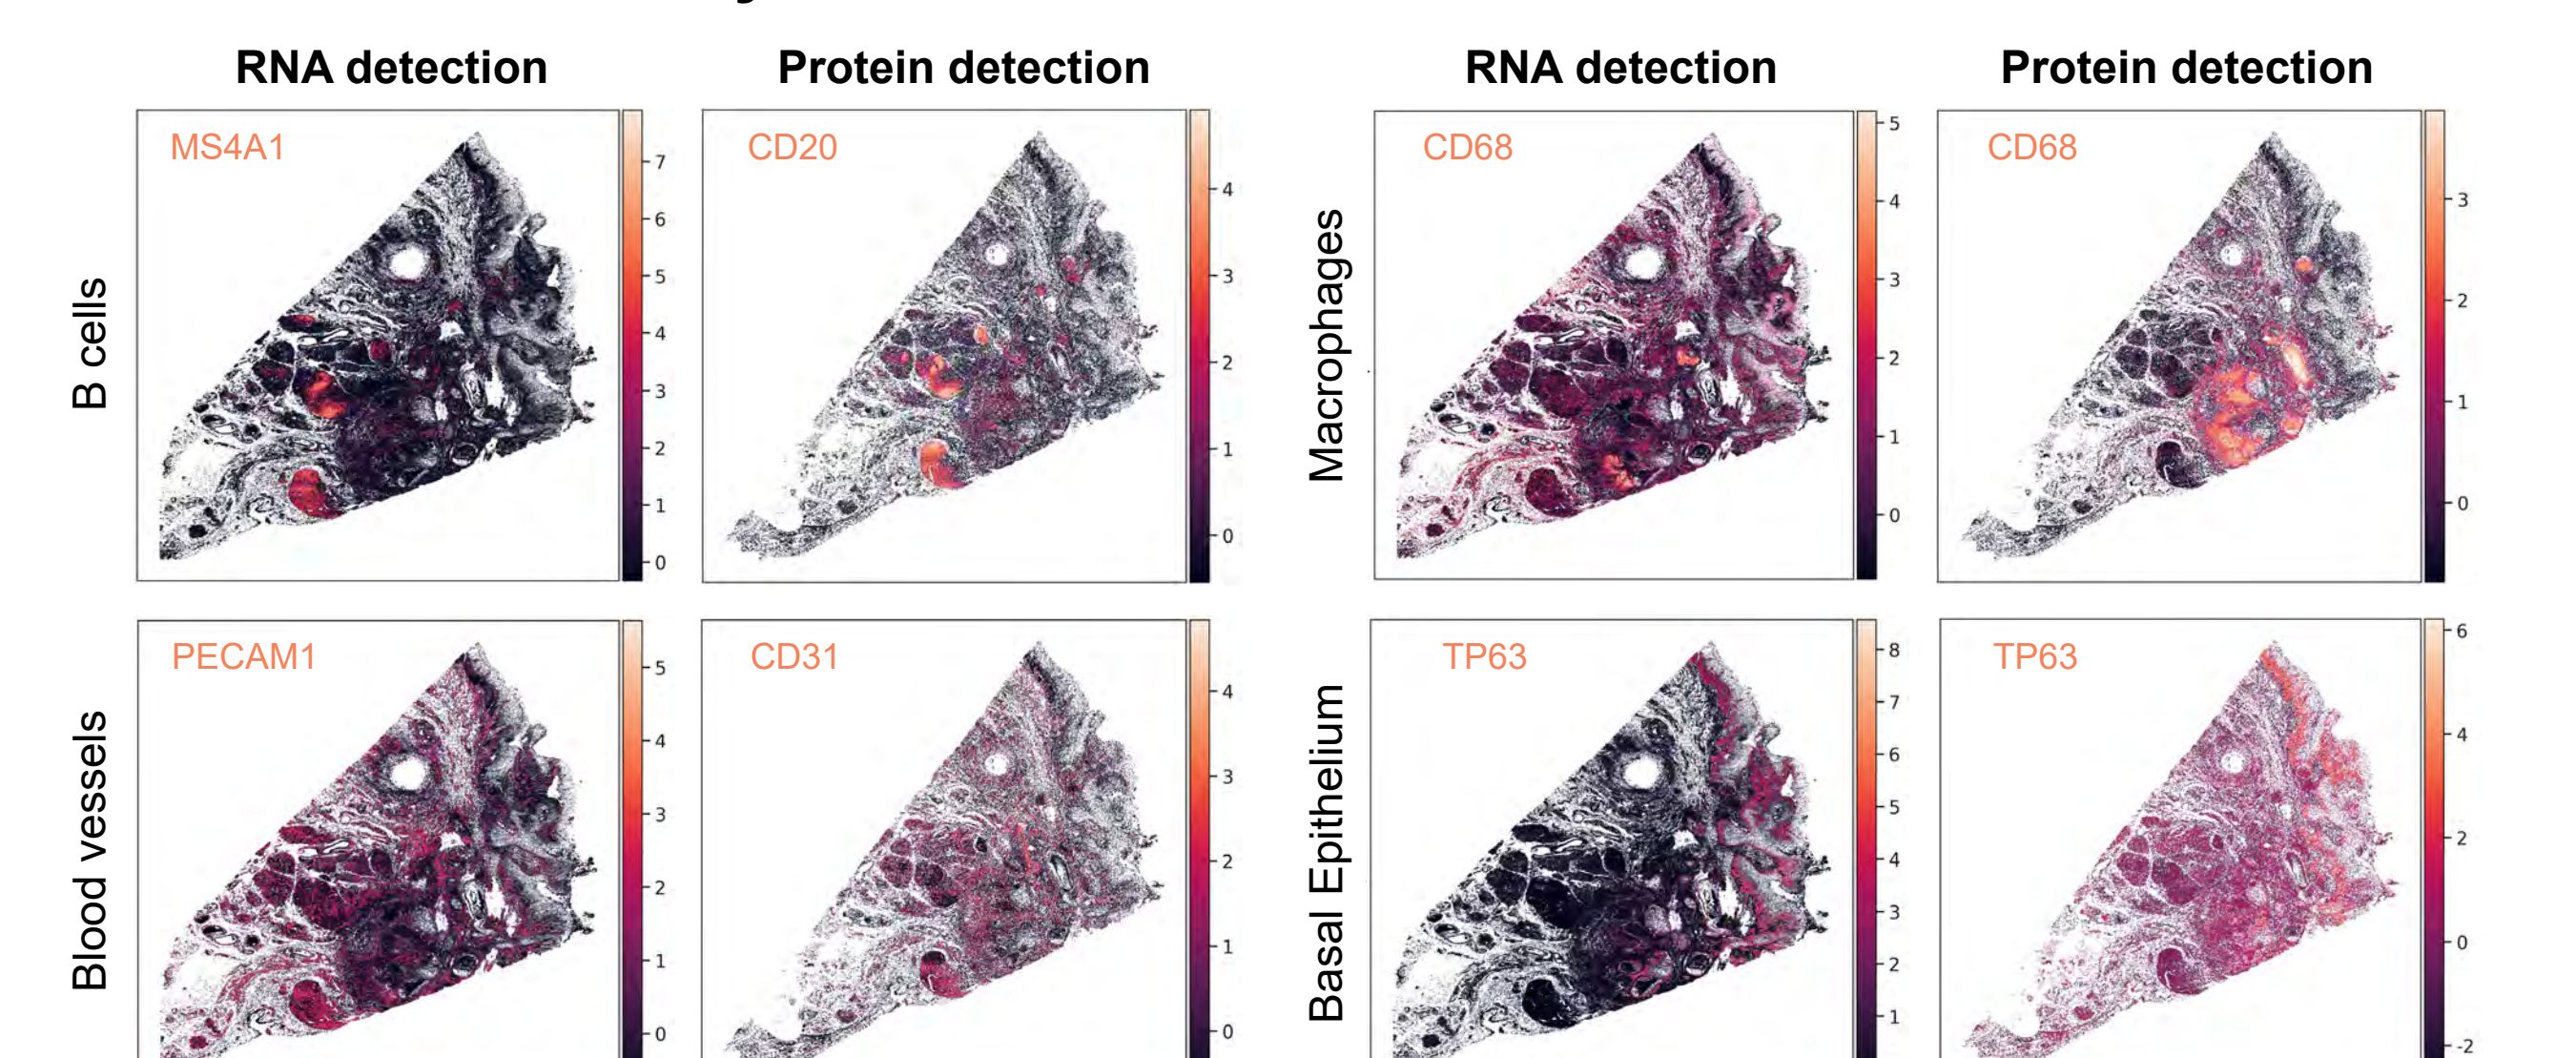 RNA detection
Protein detection
RNA detection
Protein detection
B cells
MS4A1
7
6
5
4
3
2
1
0
CD20
4
3
2
1
0
Macrophages
CD68
5
4
3
2
1
0
CD68
3
2
1
0
Blood vessels
PECAM1
5
4
3
2
1
0
CD31
4
3
2
1
0
Basal Epithelium
TP63
8
7
6
5
4
3
2
1
TP63
6
4
2
0
-2